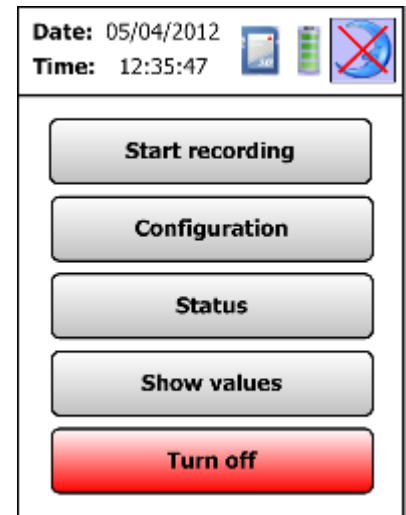 Date: 05/04/2012
Time: 12:35:47
Start recording
Configuration
Status
Show values
Turn off